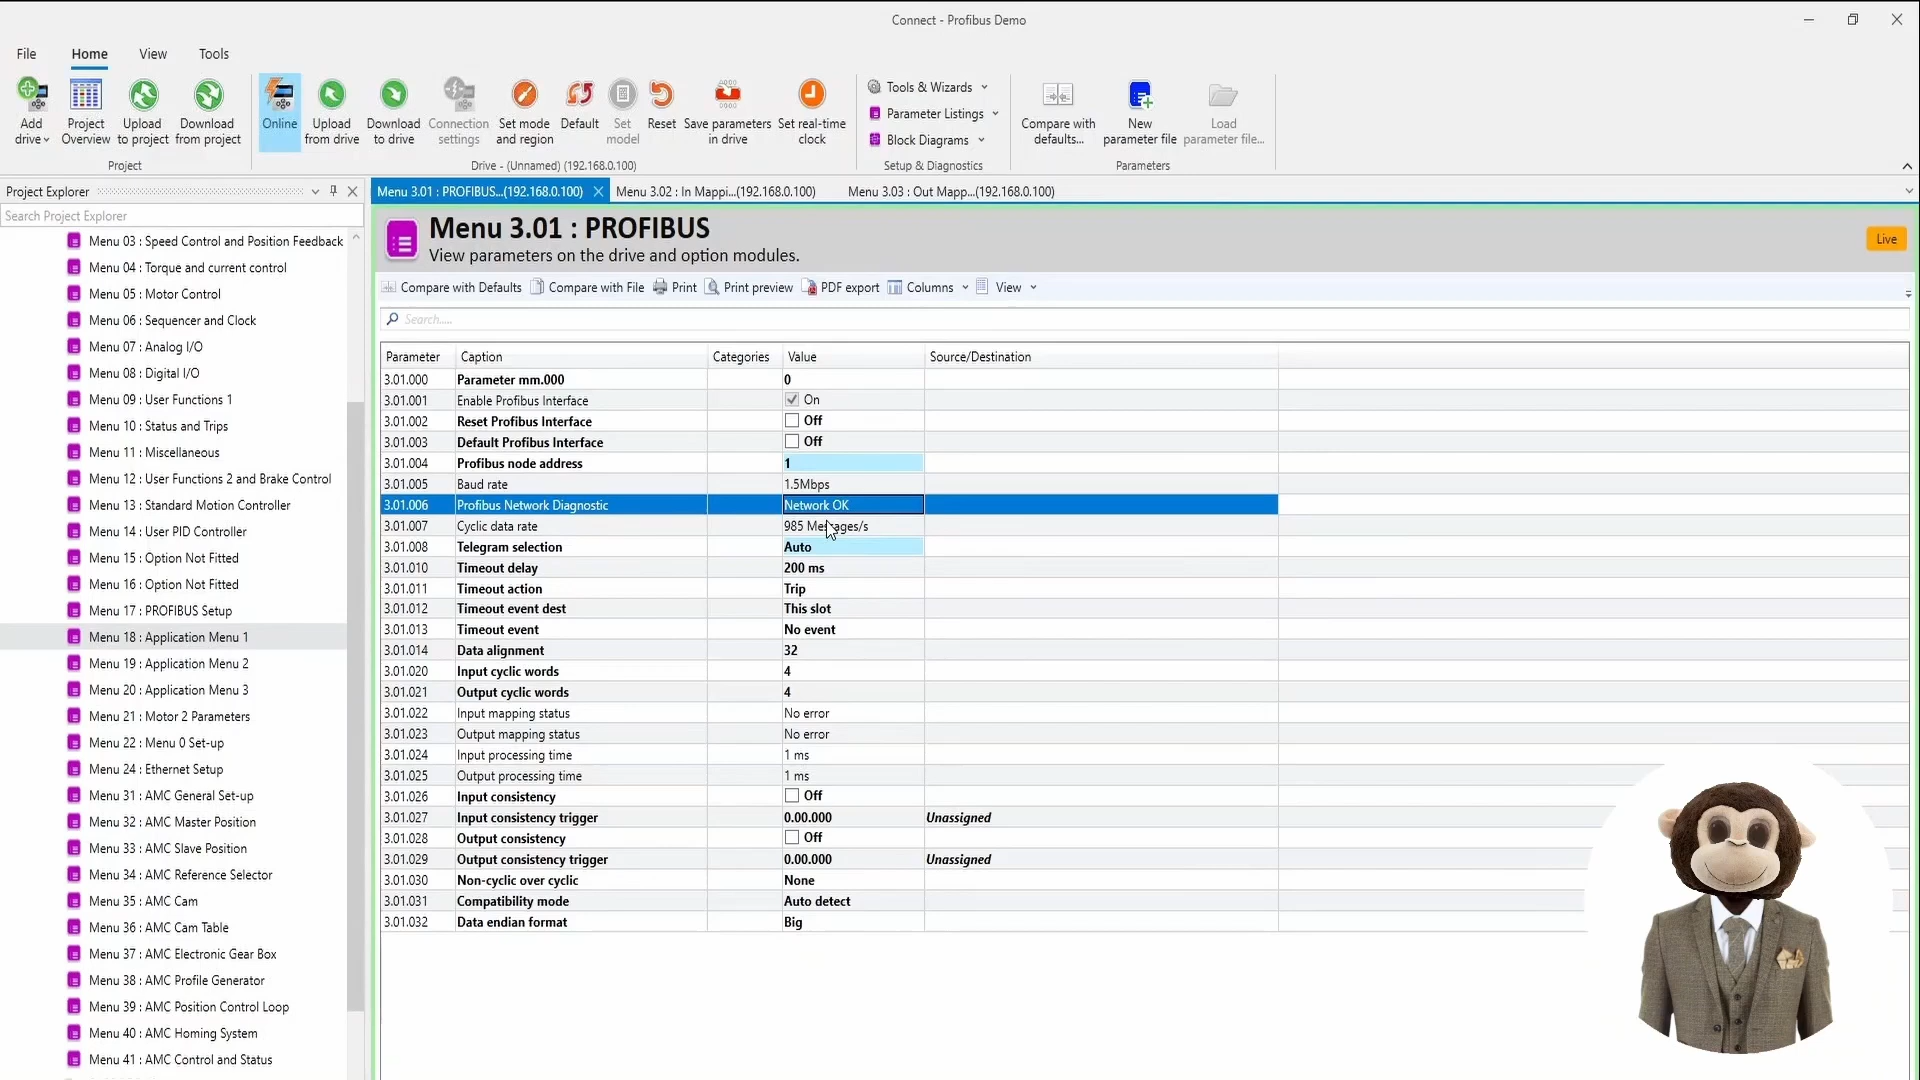 Connect - Profibus Demo
File Home View Tools
Add drive
Project Overview
Upload to project
Download from project
Project
Online
Upload from drive
Download to drive
Connection settings
Set mode and region
Default
Set model
Reset
Save parameters in drive
Set real-time clock
Drive - (Unnamed) (192.168.0.100)
Tools & Wizards
Parameter Listings
Block Diagrams
Setup & Diagnostics
Compare with defaults...
New parameter file
Load parameter file...
Parameters
Project Explorer
Search Project Explorer
Menu 03 : Speed Control and Position Feedback
Menu 04 : Torque and current control
Menu 05 : Motor Control
Menu 06 : Sequencer and Clock
Menu 07 : Analog I/O
Menu 08 : Digital I/O
Menu 09 : User Functions 1
Menu 10 : Status and Trips
Menu 11 : Miscellaneous
Menu 12 : User Functions 2 and Brake Control
Menu 13 : Standard Motion Controller
Menu 14 : User PID Controller
Menu 15 : Option Not Fitted
Menu 16 : Option Not Fitted
Menu 17 : PROFIBUS Setup
Menu 18 : Application Menu 1
Menu 19 : Application Menu 2
Menu 20 : Application Menu 3
Menu 21 : Motor 2 Parameters
Menu 22 : Menu 0 Set-up
Menu 24 : Ethernet Setup
Menu 31 : AMC General Set-up
Menu 32 : AMC Master Position
Menu 33 : AMC Slave Position
Menu 34 : AMC Reference Selector
Menu 35 : AMC Cam
Menu 36 : AMC Cam Table
Menu 37 : AMC Electronic Gear Box
Menu 38 : AMC Profile Generator
Menu 39 : AMC Position Control Loop
Menu 40 : AMC Homing System
Menu 41 : AMC Control and Status
Menu 3.01 : PROFIBUS...(192.168.0.100) Menu 3.02 : In Mappi...(192.168.0.100) Menu 3.03 : Out Mapp...(192.168.0.100)
Menu 3.01 : PROFIBUS
View parameters on the drive and option modules.
Live
Compare with Defaults Compare with File Print Print preview PDF export Columns View
Search.....
Parameter Caption Categories Value Source/Destination
3.01.000 Parameter mm.000 0
3.01.001 Enable Profibus Interface On
3.01.002 Reset Profibus Interface Off
3.01.003 Default Profibus Interface Off
3.01.004 Profibus node address 1
3.01.005 Baud rate 1.5Mbps
3.01.006 Profibus Network Diagnostic Network OK
3.01.007 Cyclic data rate 985 Messages/s
3.01.008 Telegram selection Auto
3.01.010 Timeout delay 200 ms
3.01.011 Timeout action Trip
3.01.012 Timeout event dest This slot
3.01.013 Timeout event No event
3.01.014 Data alignment 32
3.01.020 Input cyclic words 4
3.01.021 Output cyclic words 4
3.01.022 Input mapping status No error
3.01.023 Output mapping status No error
3.01.024 Input processing time 1 ms
3.01.025 Output processing time 1 ms
3.01.026 Input consistency Off
3.01.027 Input consistency trigger 0.00.000 Unassigned
3.01.028 Output consistency Off
3.01.029 Output consistency trigger 0.00.000 Unassigned
3.01.030 Non-cyclic over cyclic None
3.01.031 Compatibility mode Auto detect
3.01.032 Data endian format Big